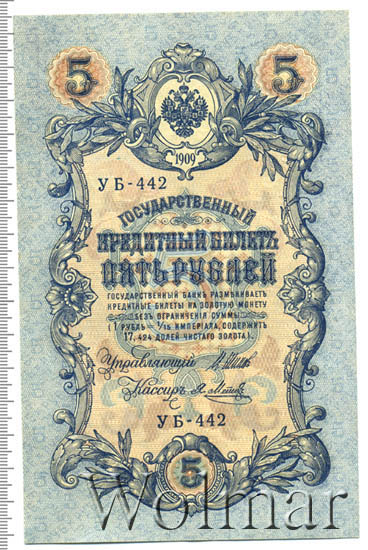 5 5
1909
УБ-442
ГОСУДАРСТВЕННЫЙ
КРЕДИТНЫЙ БИЛЕТЪ
ПЯТЬ РУБЛЕЙ
ГОСУДАРСТВЕННЫЙ БАНКЪ РАЗМѢНИВАЕТЪ
КРЕДИТНЫЕ БИЛЕТЫ НА ЗОЛОТУЮ МОНЕТУ
БЕЗЪ ОГРАНИЧЕНІЯ СУММЫ
(1 РУБЛЬ = 1/15 ИМПЕРІАЛА, СОДЕРЖИТЪ
17,424 ДОЛЕЙ ЧИСТАГО ЗОЛОТА).
Управляющій
Кассиръ
УБ-442
5
Wolmar